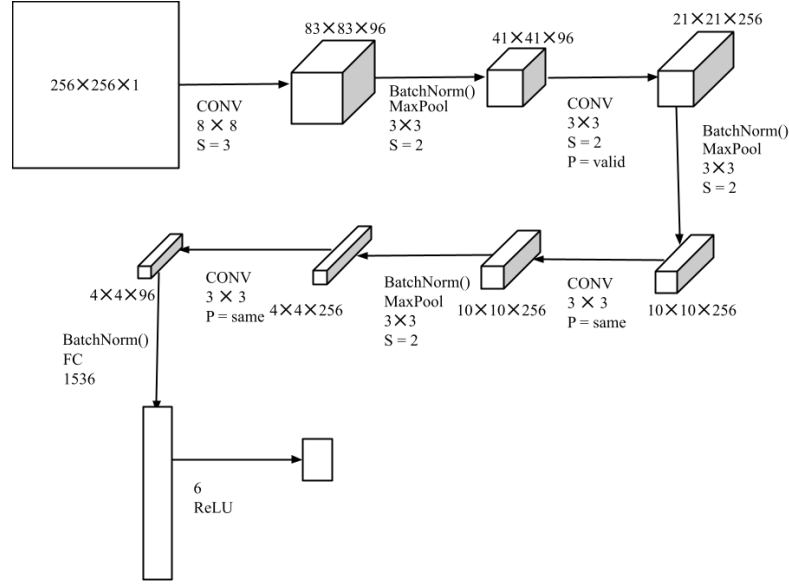 256×256×1
CONV
8 × 8
S = 3
83×83×96
BatchNorm()
MaxPool
3×3
S = 2
41×41×96
CONV
3×3
S = 2
P = valid
21×21×256
BatchNorm()
MaxPool
3×3
S = 2
10×10×256
CONV
3 × 3
P = same
10×10×256
BatchNorm()
MaxPool
3×3
S = 2
4×4×256
CONV
3 × 3
P = same
4×4×96
BatchNorm()
FC
1536
6
ReLU